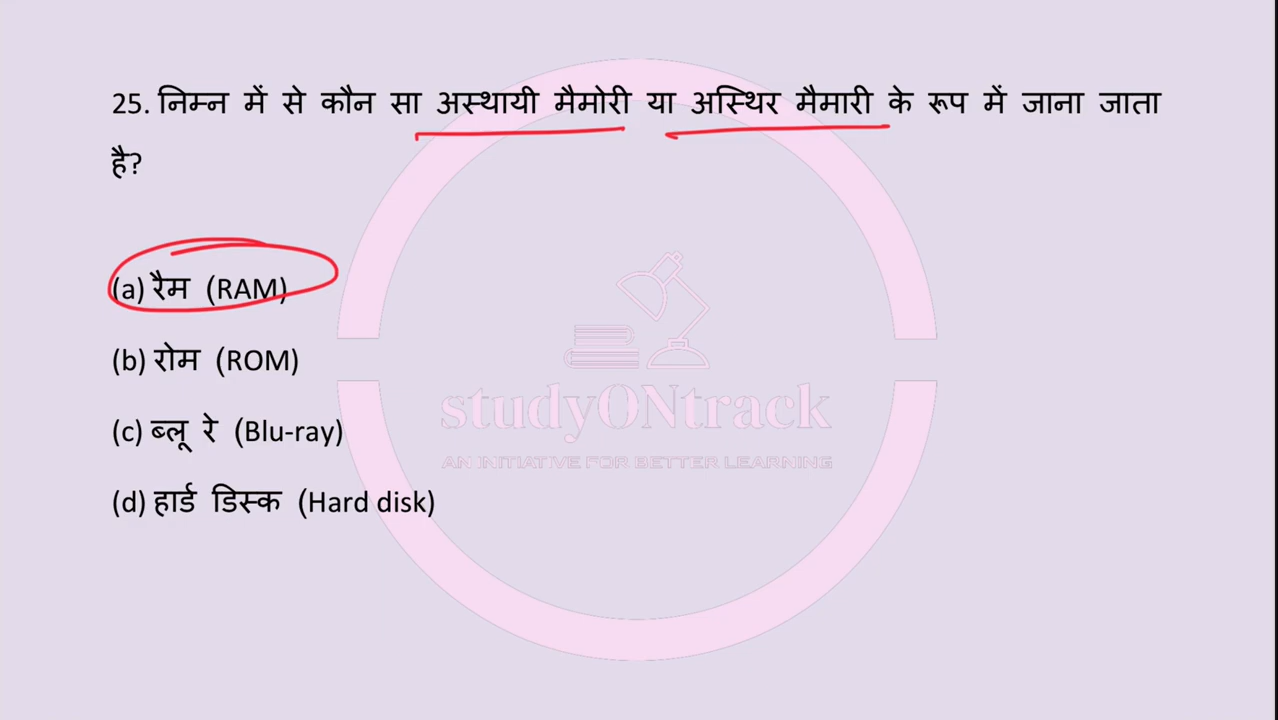 25. निम्न में से कौन सा अस्थायी मैमोरी या अस्थिर मैमारी के रूप में जाना जाता
है?
(a) रैम (RAM)
(b) रोम (ROM)
(c) ब्लू रे (Blu-ray)
(d) हार्ड डिस्क (Hard disk)
studyONtrack
AN INITIATIVE FOR BETTER LEARNING